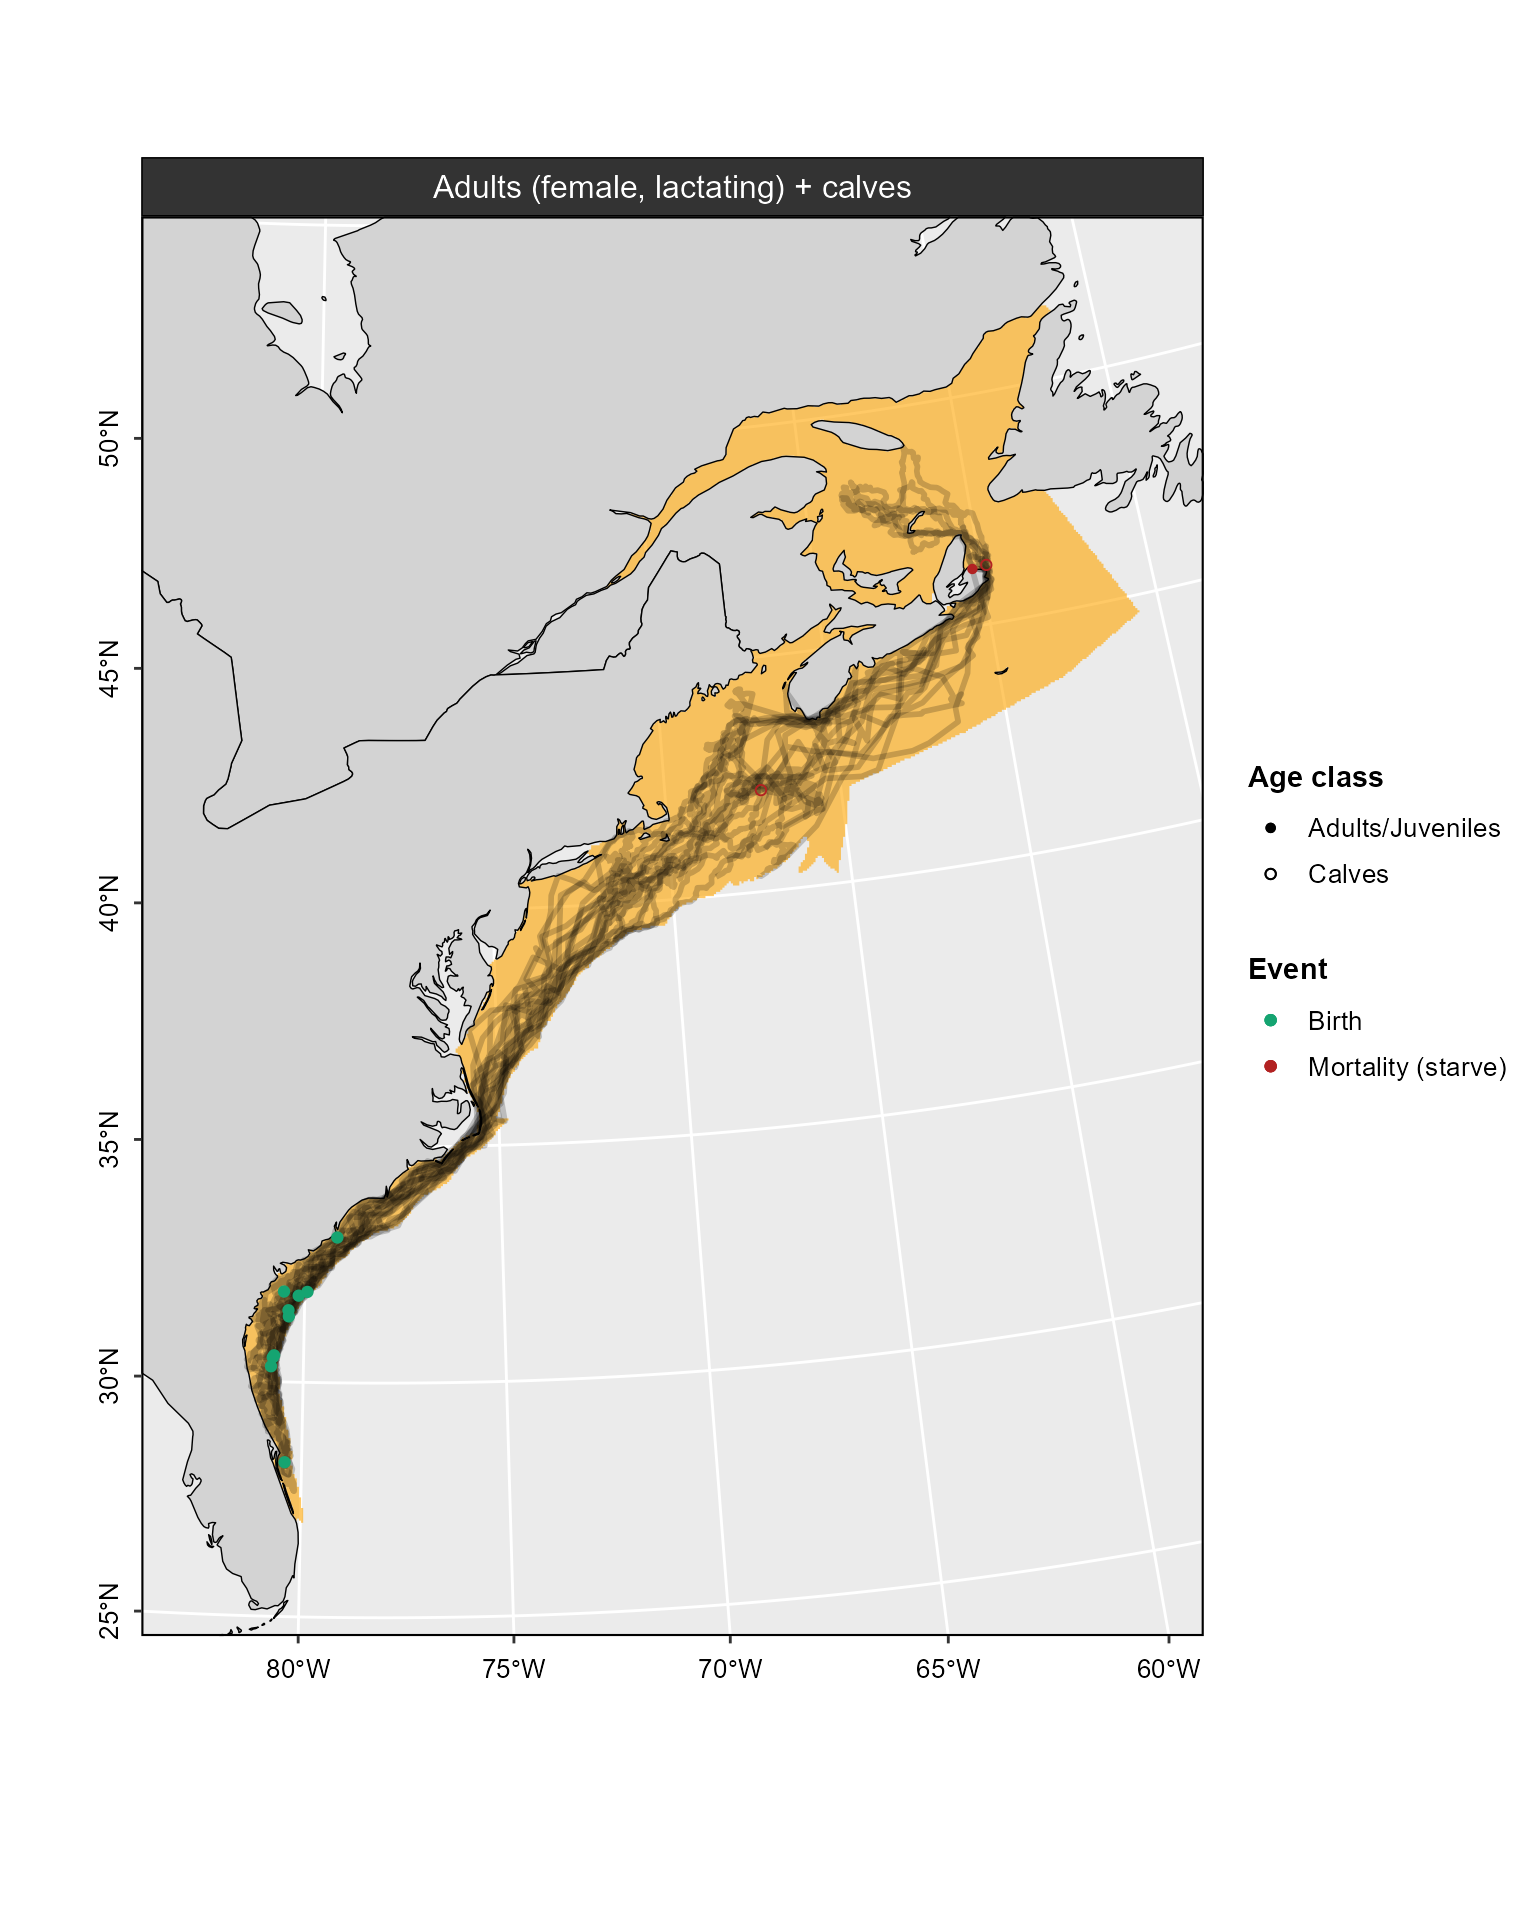 Adults (female, lactating) + calves
50°N
45°N
40°N
35°N
30°N
25°N
80°W
75°W
70°W
65°W
60°W
Age class
Adults/Juveniles
Calves
Event
Birth
Mortality (starve)